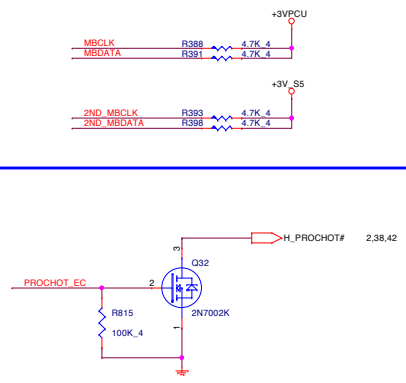 +3VPCU
MBCLK R388 4.7K_4
MBDATA R391 4.7K_4
+3V_S5
2ND_MBCLK R393 4.7K_4
2ND_MBDATA R398 4.7K_4
H_PROCHOT# 2,38,42
3
Q32
PROCHOT_EC 2
R815 2N7002K
1
100K_4